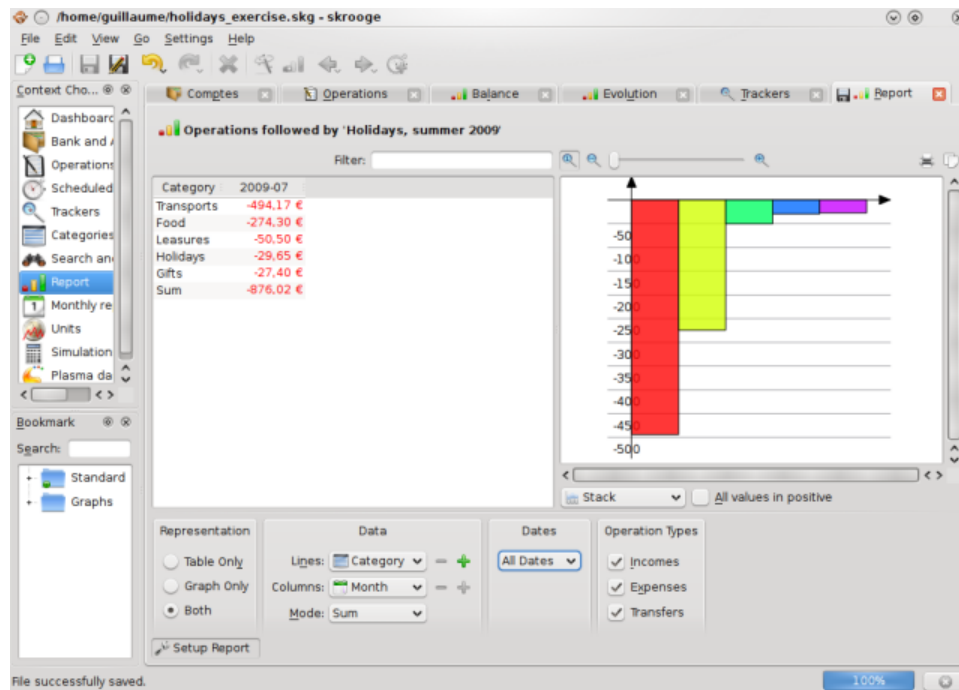 /home/guillaume/holidays_exercise.skg - skrooge
File Edit View Go Settings Help
Context Cho...
Dashboard
Bank and A
Operations
Scheduled
Trackers
Categories
Search an
Report
Monthly re
Units
Simulation
Plasma da
Bookmark
Search:
Standard
Graphs
Comptes Operations Balance Evolution Trackers Report
Operations followed by 'Holidays, summer 2009'
Filter:
Category 2009-07
Transports -494,17 €
Food -274,30 €
Leasures -50,50 €
Holidays -29,65 €
Gifts -27,40 €
Sum -876,02 €
-50
-100
-150
-200
-250
-300
-350
-400
-450
-500
Stack All values in positive
Representation
Table Only
Graph Only
Both
Data
Lines: Category
Columns: Month
Mode: Sum
Dates
All Dates
Operation Types
Incomes
Expenses
Transfers
Setup Report
File successfully saved.
100%